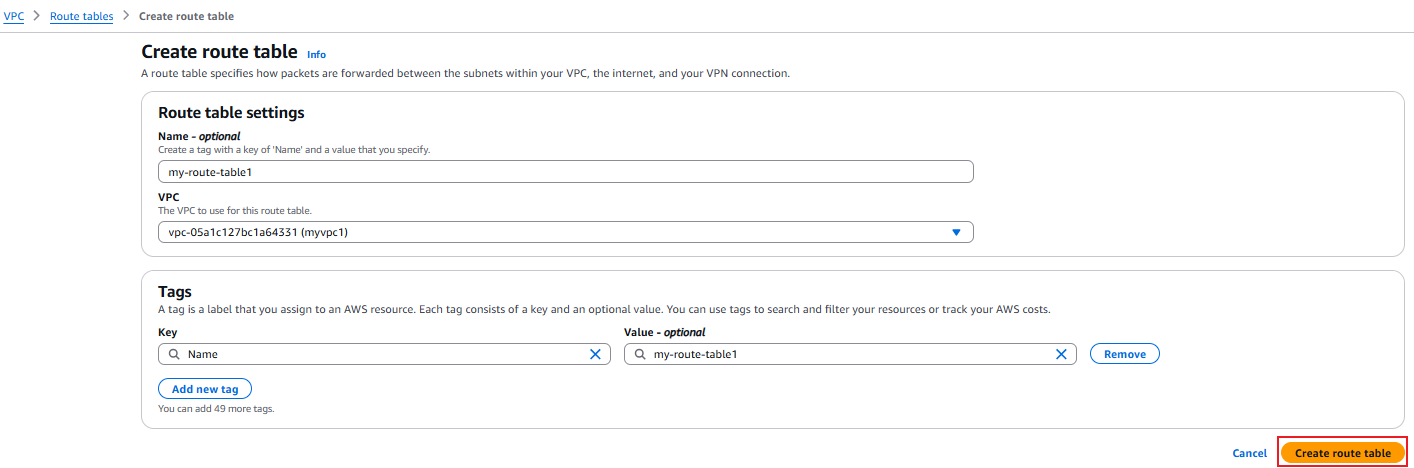 VPC > Route tables > Create route table
Create route table Info
A route table specifies how packets are forwarded between the subnets within your VPC, the internet, and your VPN connection.
Route table settings
Name - optional
Create a tag with a key of 'Name' and a value that you specify.
my-route-table1
VPC
The VPC to use for this route table.
vpc-05a1c127bc1a64331 (myvpc1)
Tags
A tag is a label that you assign to an AWS resource. Each tag consists of a key and an optional value. You can use tags to search and filter your resources or track your AWS costs.
Key Value - optional
Name my-route-table1 Remove
Add new tag
You can add 49 more tags.
Cancel Create route table